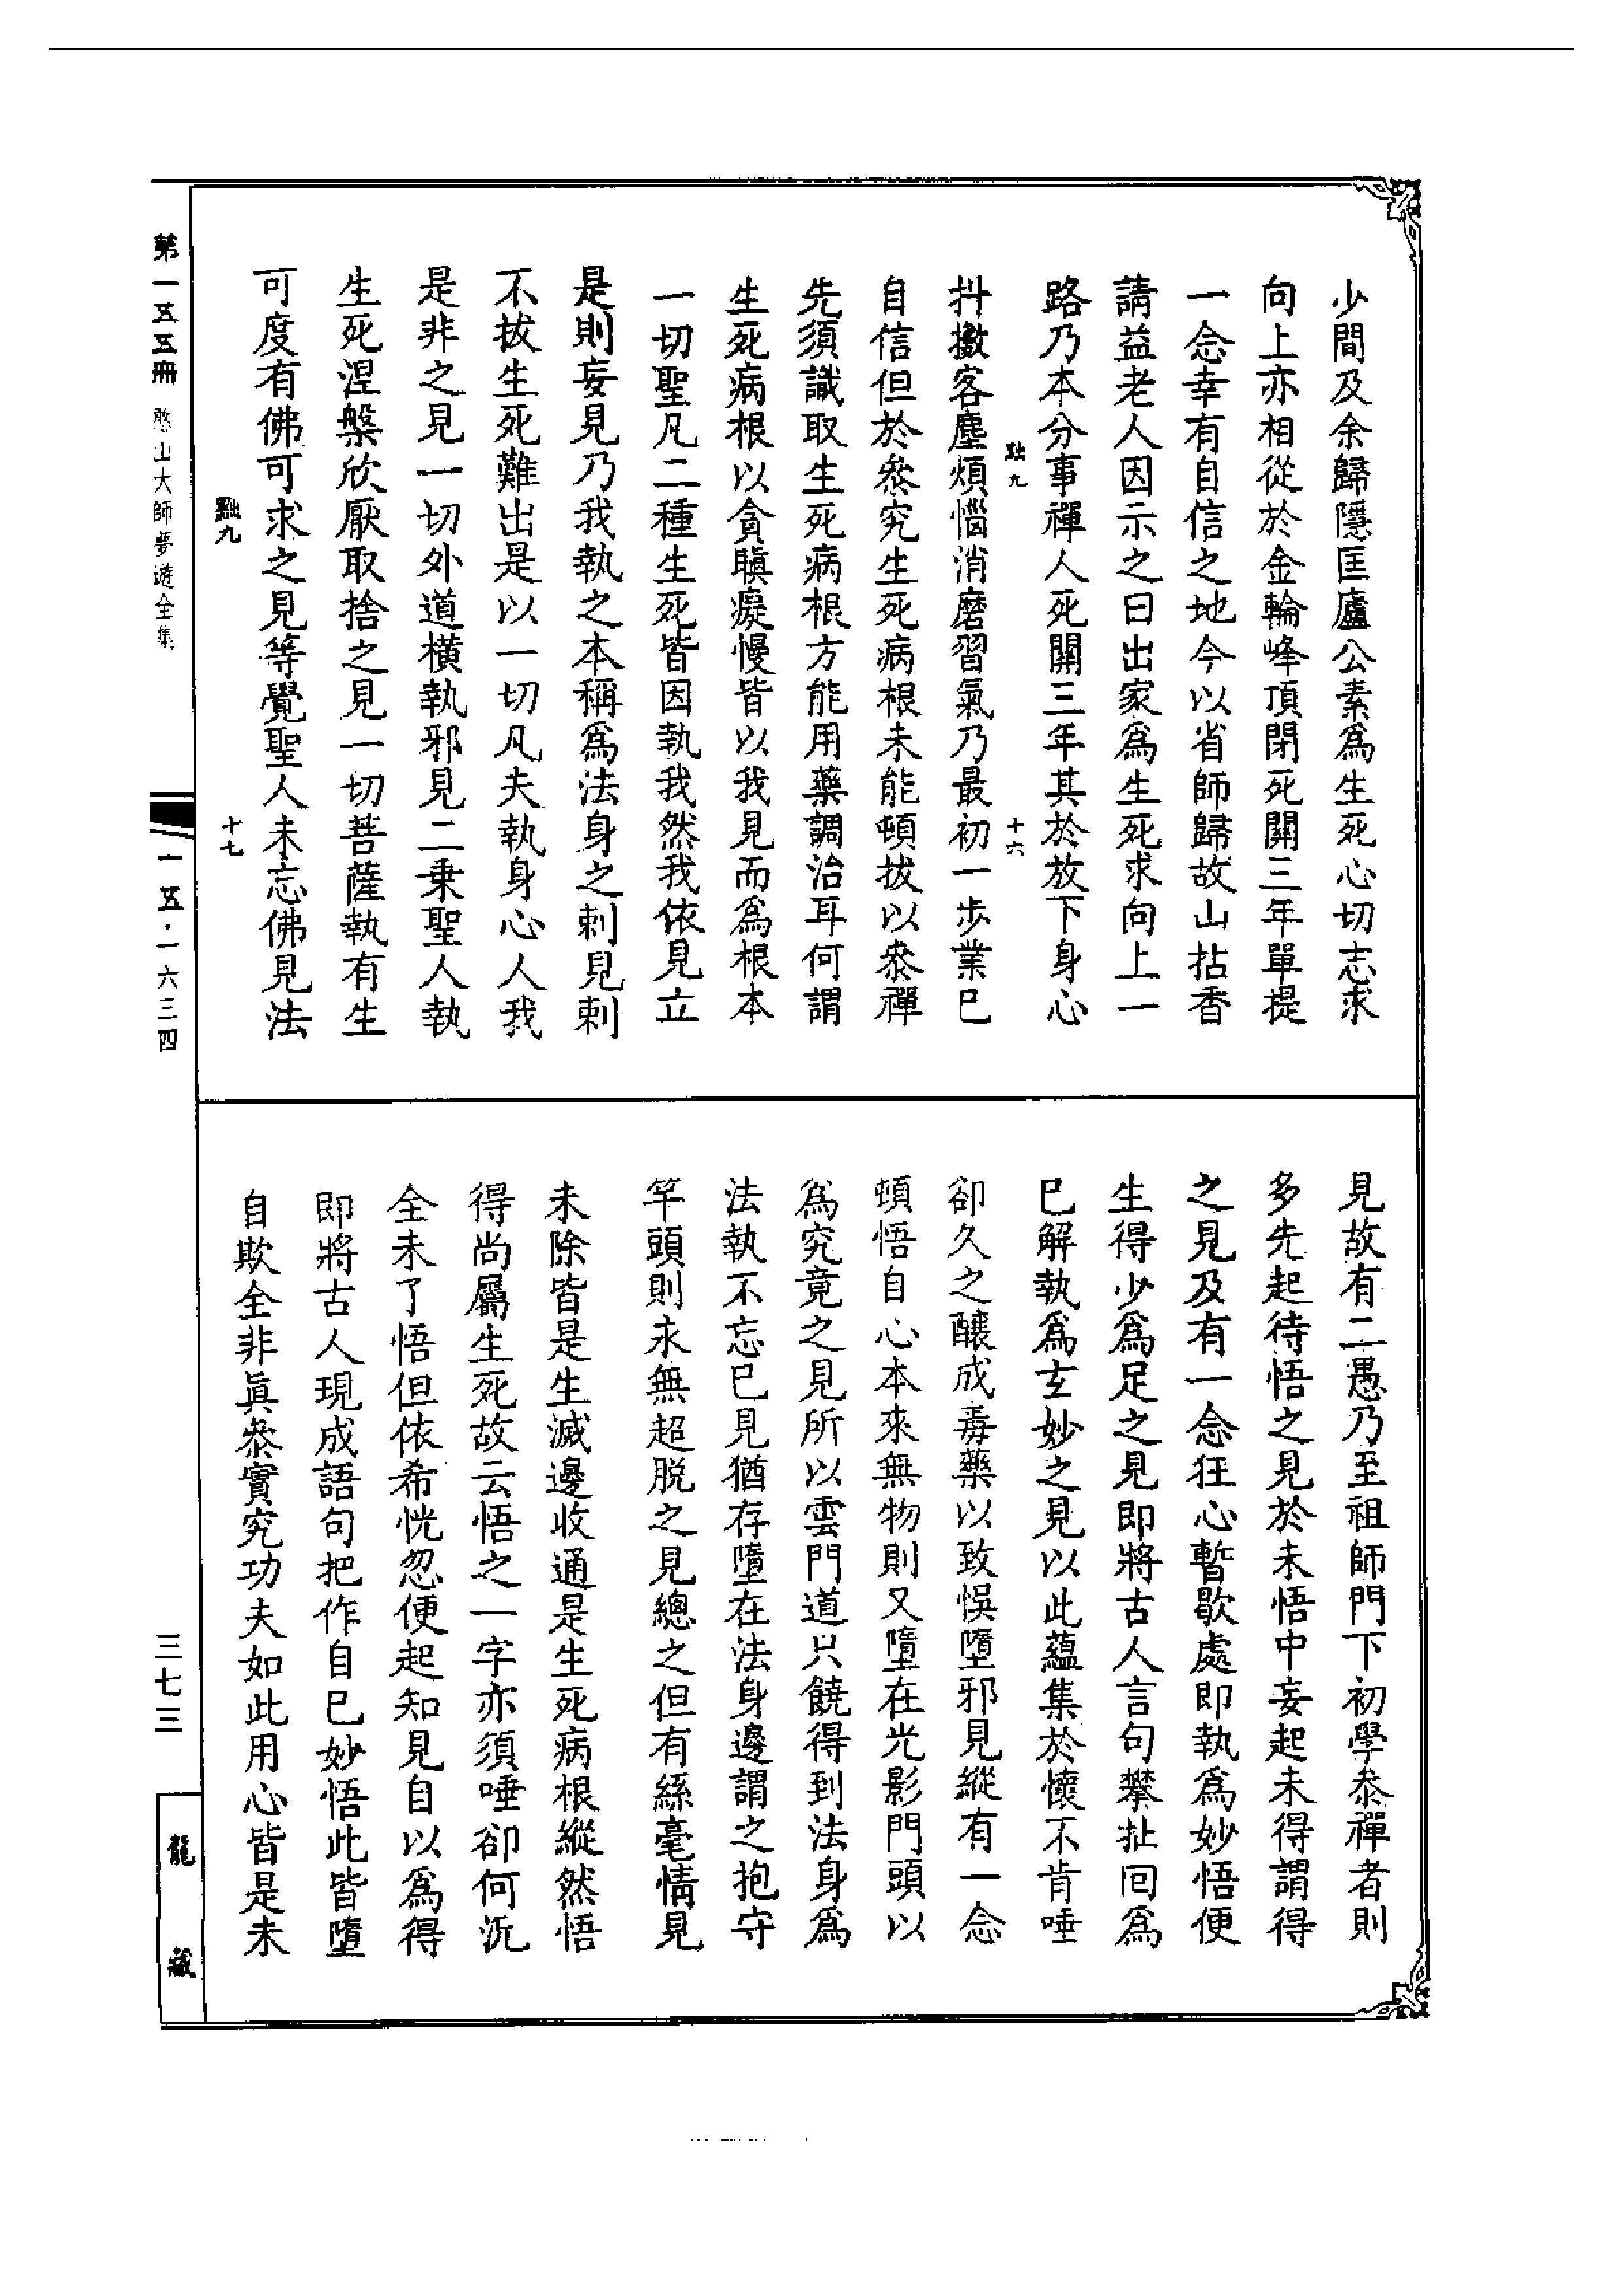 少間及余歸隱匡廬公素爲生死心切志求
向上亦相從於金輪峰頂閉死關三年單提
一念幸有自信之地今以省師歸故山拈香
請益老人因示之曰出家爲生死求向上一
路乃本分事禪人死關三年其於放下身心
點九
十六
抖擻客塵煩惱消磨習氣乃最初一步業已
自信但於叅究生死病根未能頓拔以叅禪
先須識取生死病根方能用藥調治耳何謂
生死病根以貪瞋癡慢皆以我見而爲根本
一切聖凡二種生死皆因執我然我依見立
是則妄見乃我執之本稱爲法身之刺見刺
不拔生死難出是以一切凡夫執身心人我
是非之見一切外道橫執邪見二乗聖人執
生死涅槃欣厭取捨之見一切菩薩執有生
可度有佛可求之見等覺聖人未忘佛見法
點九
十七
見故有二愚乃至祖師門下初學叅禪者則
多先起待悟之見於未悟中妄起未得謂得
之見及有一念狂心暫歇處即執爲妙悟便
生得少爲足之見即將古人言句攀扯回爲
已解執爲玄妙之見以此蘊集於懷不肯唾
卻久之釀成毒藥以致悞墮邪見縱有一念
頓悟自心本來無物則又墮在光影門頭以
爲究竟之見所以雲門道只饒得到法身爲
法執不忘已見猶存墮在法身邊謂之抱守
竿頭則永無超脱之見總之但有絲毫情見
未除皆是生滅邊收通是生死病根縱然悟
得尚屬生死故云悟之一字亦須唾卻何況
全未了悟但依希恍忽便起知見自以爲得
即將古人現成語句把作自已妙悟此皆墮
自欺全非眞叅實究功夫如此用心皆是未
第一五五冊 憨山大師夢遊全集
一五·一六三四
三七三
龍藏